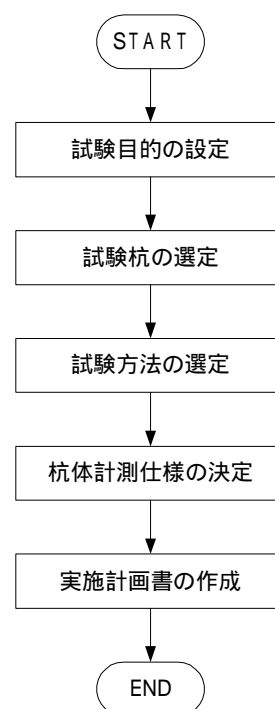 START
試験目的の設定
試験杭の選定
試験方法の選定
杭体計測仕様の決定
実施計画書の作成
END